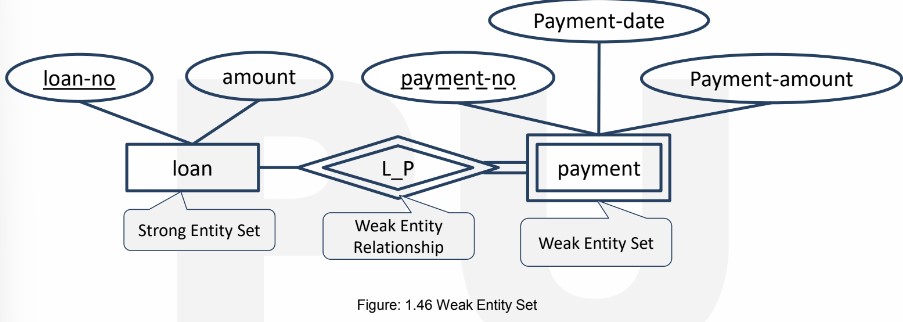 Payment-date
loan-no
amount
payment-no
Payment-amount
loan
L_P
payment
Strong Entity Set
Weak Entity
Relationship
Weak Entity Set
Figure: 1.46 Weak Entity Set
PU